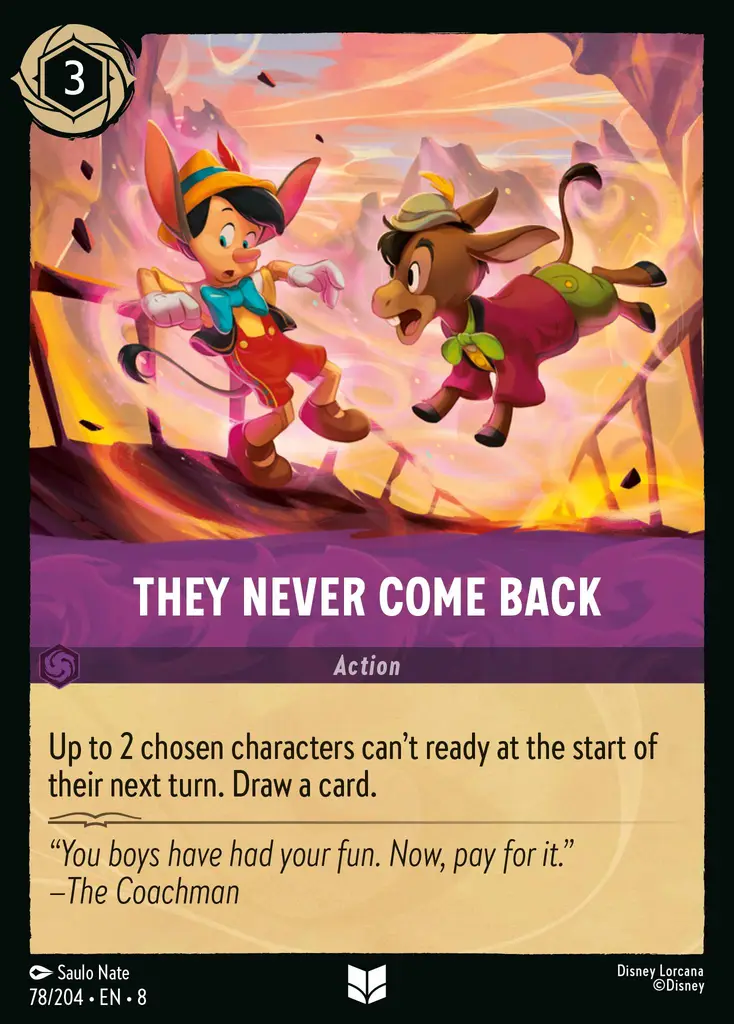 3
THEY NEVER COME BACK
Action
Up to 2 chosen characters can’t ready at the start of
their next turn. Draw a card.
“You boys have had your fun. Now, pay for it.”
–The Coachman
Saulo Nate
Disney Lorcana
78/204 • EN • 8
©Disney